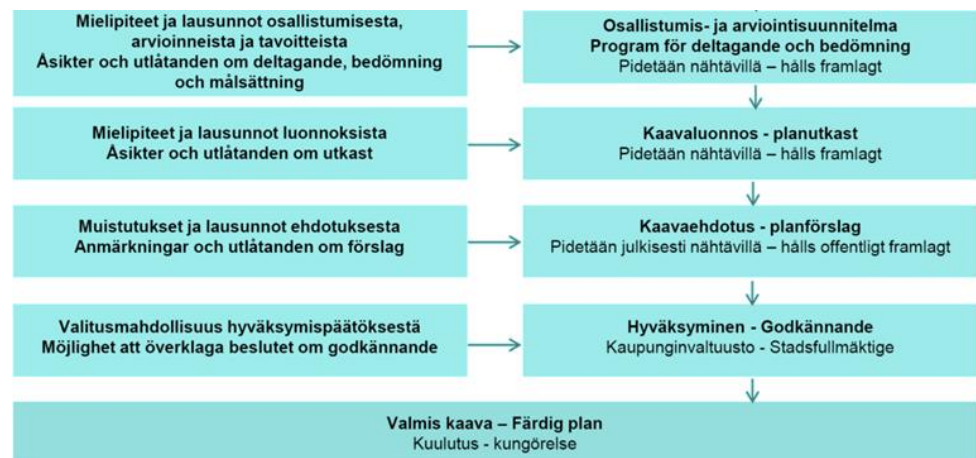 Mielipiteet ja lausunnot osallistumisesta,
arvioinneista ja tavoitteista
Åsikter och utlåtanden om deltagande, bedömning
och målsättning
Osallistumis- ja arviointisuunnitelma
Program för deltagande och bedömning
Pidetään nähtävillä – hålls framlagt
Mielipiteet ja lausunnot luonnoksista
Åsikter och utlåtanden om utkast
Kaavaluonnos - planutkast
Pidetään nähtävillä – hålls framlagt
Muistutukset ja lausunnot ehdotuksesta
Anmärkningar och utlåtanden om förslag
Kaavaehdotus - planförslag
Pidetään julkisesti nähtävillä – hålls offentligt framlagt
Valitusmahdollisuus hyväksymispäätöksestä
Möjlighet att överklaga beslutet om godkännande
Hyväksyminen - Godkännande
Kaupunginvaltuusto - Stadsfullmäktige
Valmis kaava – Färdig plan
Kuulutus - kungörelse